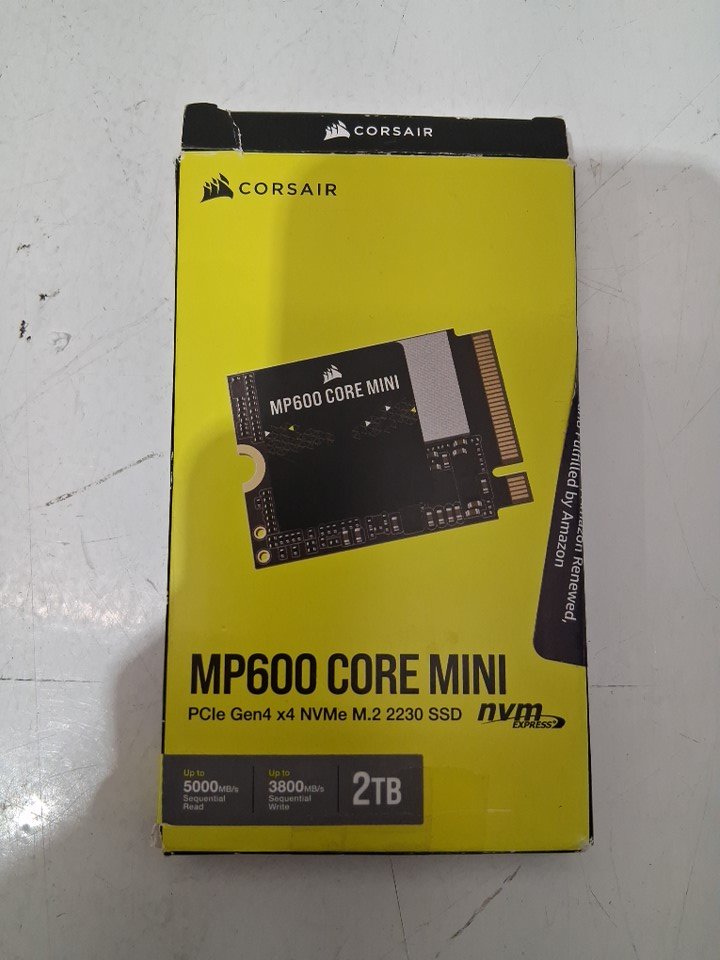 CORSAIR
CORSAIR
MP600 CORE MINI
Amazon Renewed,
Fulfilled by Amazon
MP600 CORE MINI
PCIe Gen4 x4 NVMe M.2 2230 SSD
nvm
EXPRESS
Up to
5000MB/s
Sequential
Read
Up to
3800MB/s
Sequential
Write
2TB